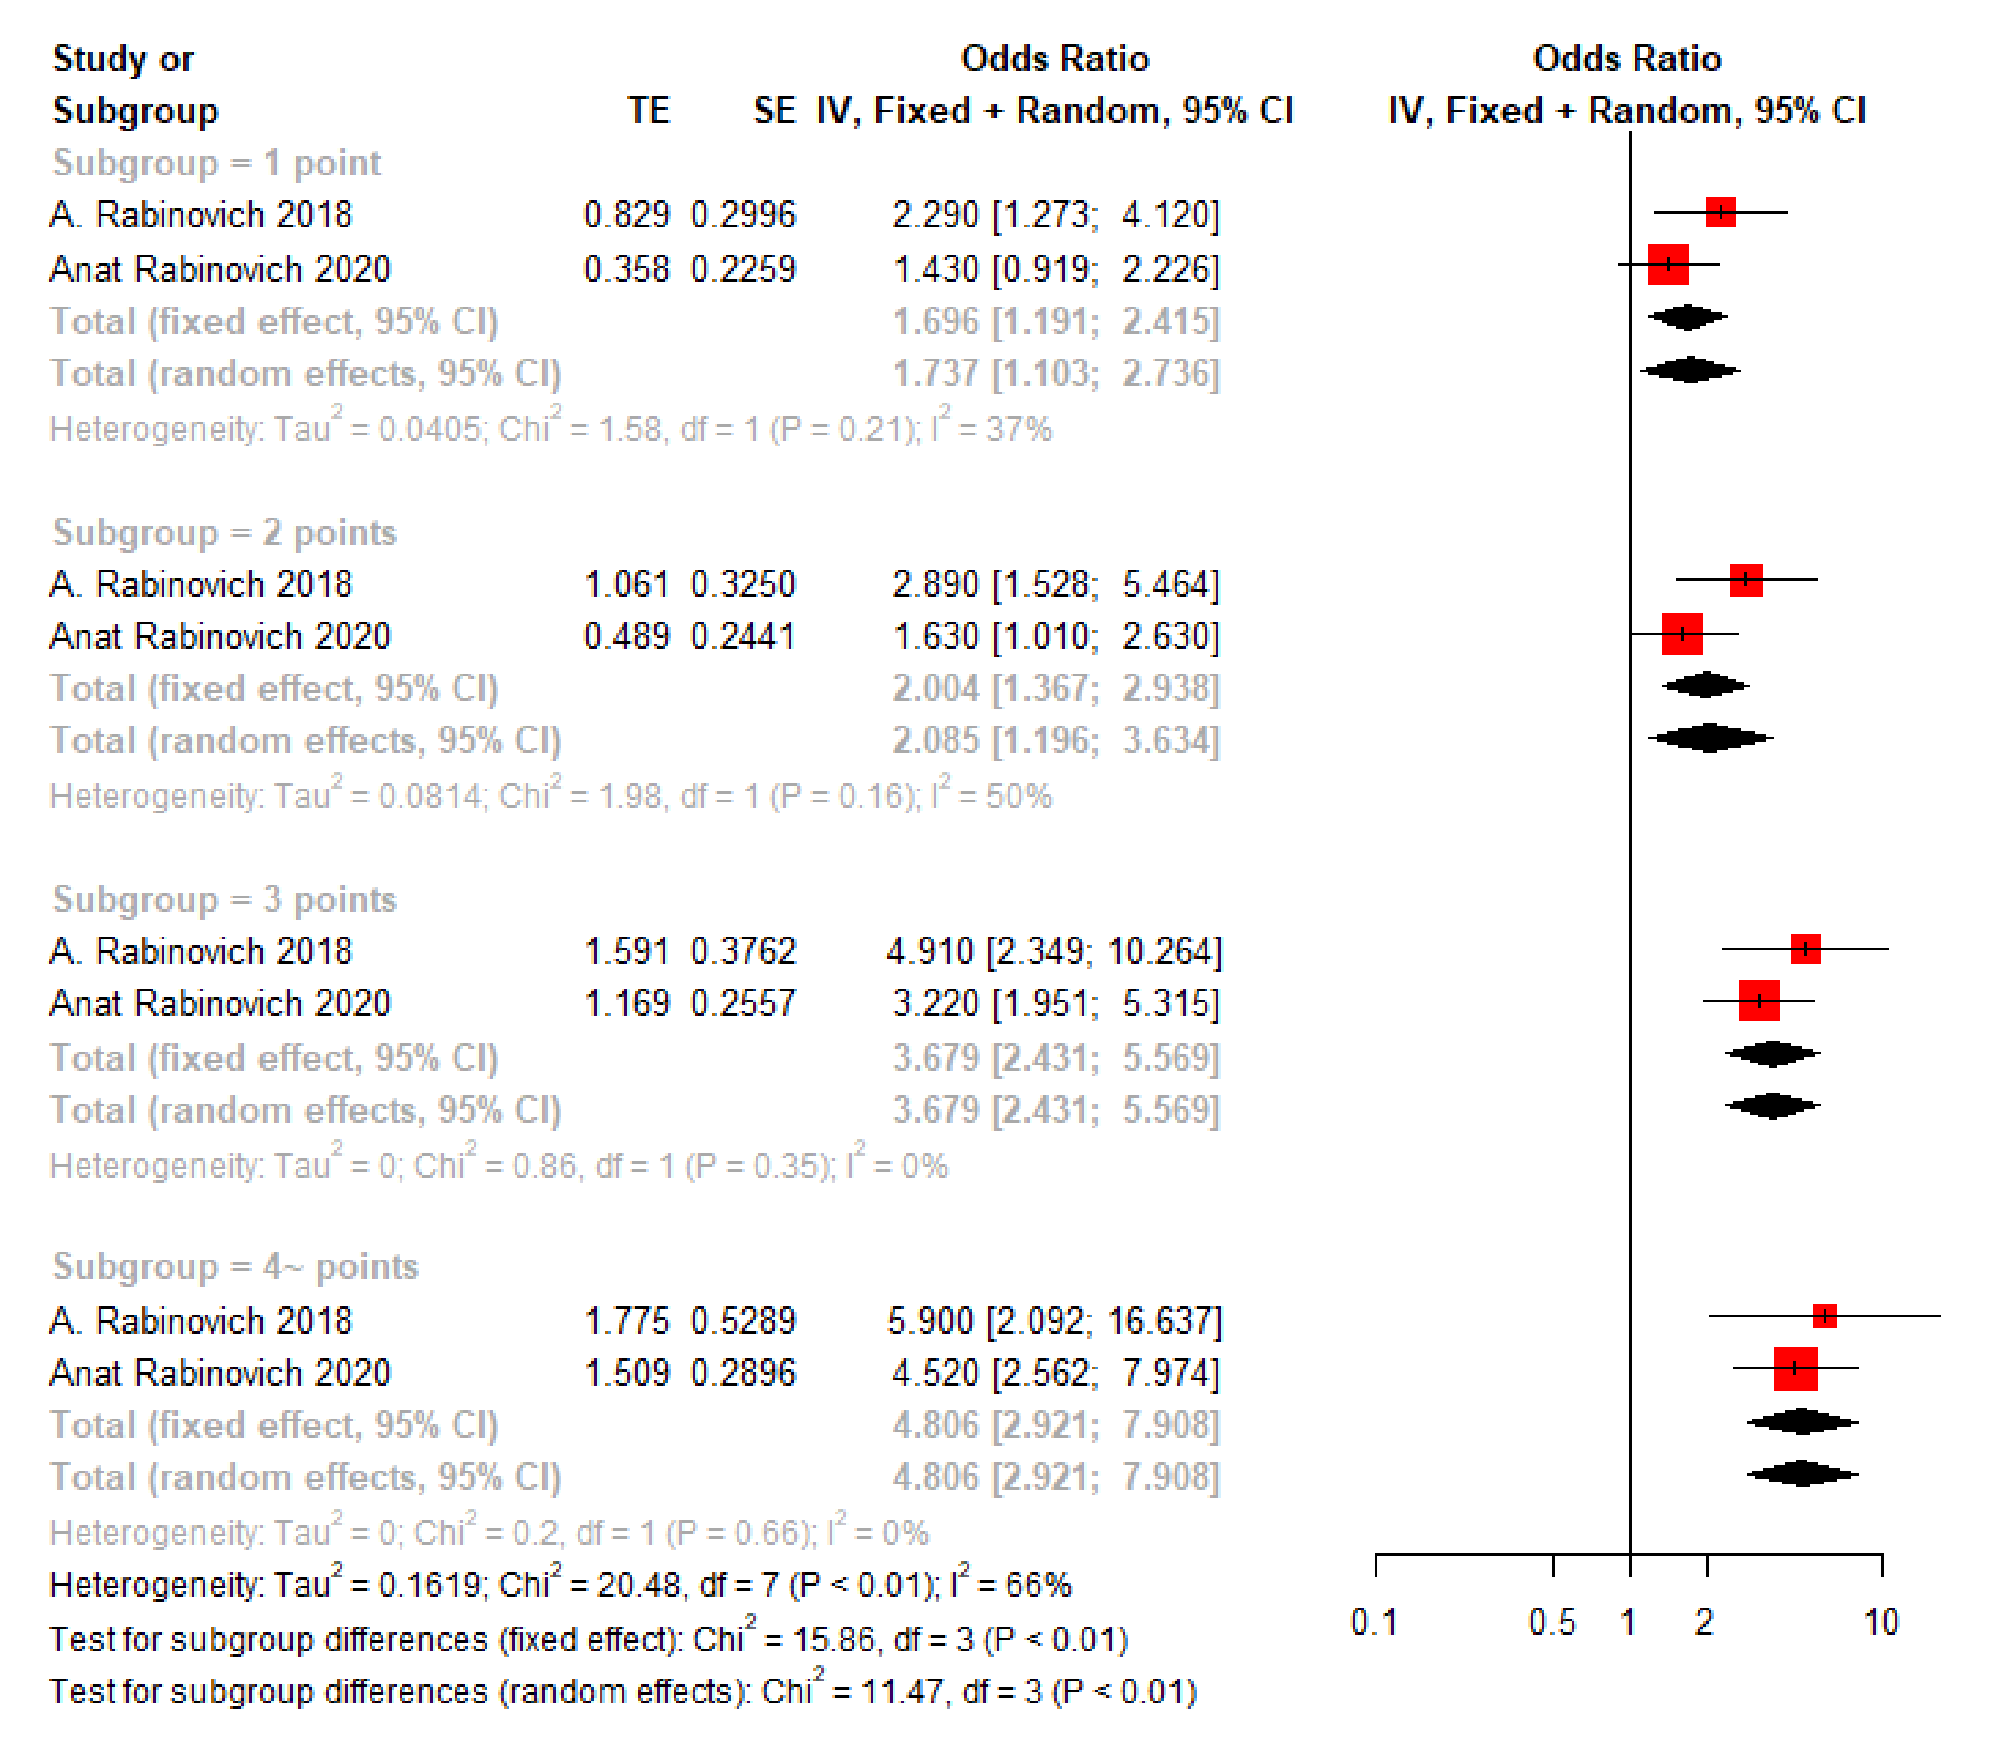 Study or Odds Ratio Odds Ratio
Subgroup TE SE IV, Fixed + Random, 95% CI IV, Fixed + Random, 95% CI
Subgroup = 1 point
A. Rabinovich 2018 0.829 0.2996 2.290 [1.273; 4.120]
Anat Rabinovich 2020 0.358 0.2259 1.430 [0.919; 2.226]
Total (fixed effect, 95% CI) 1.696 [1.191; 2.415]
Total (random effects, 95% CI) 1.737 [1.103; 2.736]
Heterogeneity: Tau² = 0.0405; Chi² = 1.58, df = 1 (P = 0.21); I² = 37%
Subgroup = 2 points
A. Rabinovich 2018 1.061 0.3250 2.890 [1.528; 5.464]
Anat Rabinovich 2020 0.489 0.2441 1.630 [1.010; 2.630]
Total (fixed effect, 95% CI) 2.004 [1.367; 2.938]
Total (random effects, 95% CI) 2.085 [1.196; 3.634]
Heterogeneity: Tau² = 0.0814; Chi² = 1.98, df = 1 (P = 0.16); I² = 50%
Subgroup = 3 points
A. Rabinovich 2018 1.591 0.3762 4.910 [2.349; 10.264]
Anat Rabinovich 2020 1.169 0.2557 3.220 [1.951; 5.315]
Total (fixed effect, 95% CI) 3.679 [2.431; 5.569]
Total (random effects, 95% CI) 3.679 [2.431; 5.569]
Heterogeneity: Tau² = 0; Chi² = 0.86, df = 1 (P = 0.35); I² = 0%
Subgroup = 4~ points
A. Rabinovich 2018 1.775 0.5289 5.900 [2.092; 16.637]
Anat Rabinovich 2020 1.509 0.2896 4.520 [2.562; 7.974]
Total (fixed effect, 95% CI) 4.806 [2.921; 7.908]
Total (random effects, 95% CI) 4.806 [2.921; 7.908]
Heterogeneity: Tau² = 0; Chi² = 0.2, df = 1 (P = 0.66); I² = 0%
Heterogeneity: Tau² = 0.1619; Chi² = 20.48, df = 7 (P < 0.01); I² = 66%
Test for subgroup differences (fixed effect): Chi² = 15.86, df = 3 (P < 0.01)
Test for subgroup differences (random effects): Chi² = 11.47, df = 3 (P < 0.01)
0.1 0.5 1 2 10